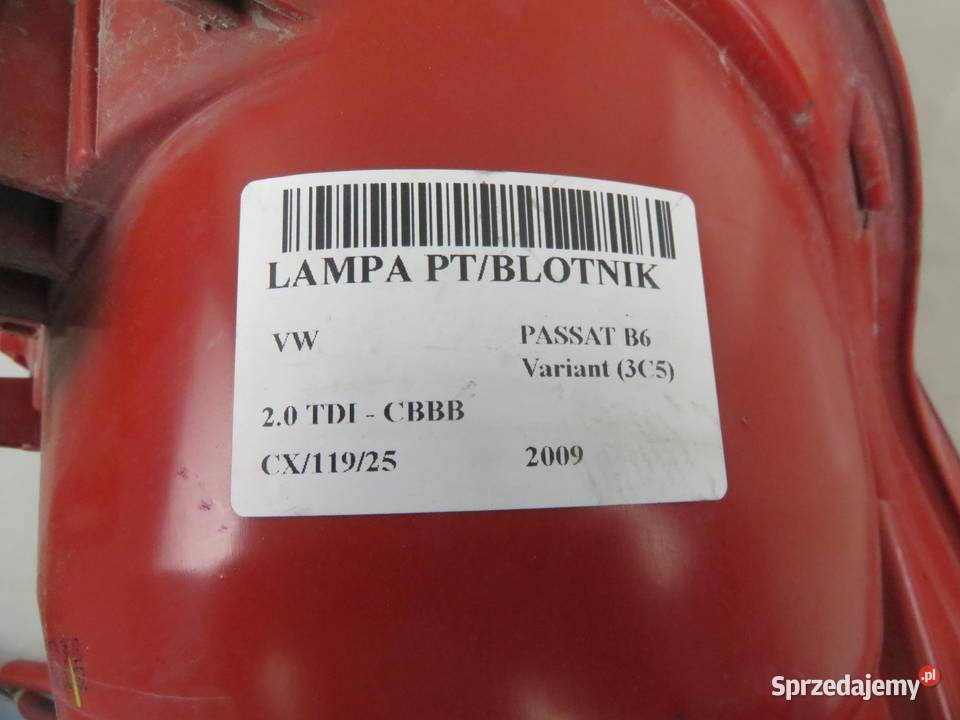 LAMPA PT/BLOTNIK
VW
PASSAT B6
Variant (3C5)
2.0 TDI - CBBB
CX/119/25
2009
Sprzedajemy.pl